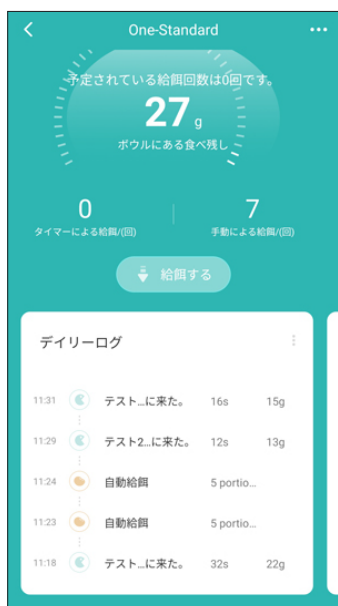 One-Standard
予定されている給餌回数は0回です。
27 g
ボウルにある食べ残し
0 7
タイマーによる給餌/(回) 手動による給餌/(回)
給餌する
デイリーログ
11:31 テスト...に来た。 16s 15g
11:29 テスト2...に来た。 12s 13g
11:24 自動給餌 5 portio...
11:23 自動給餌 5 portio...
11:18 テスト...に来た。 32s 22g